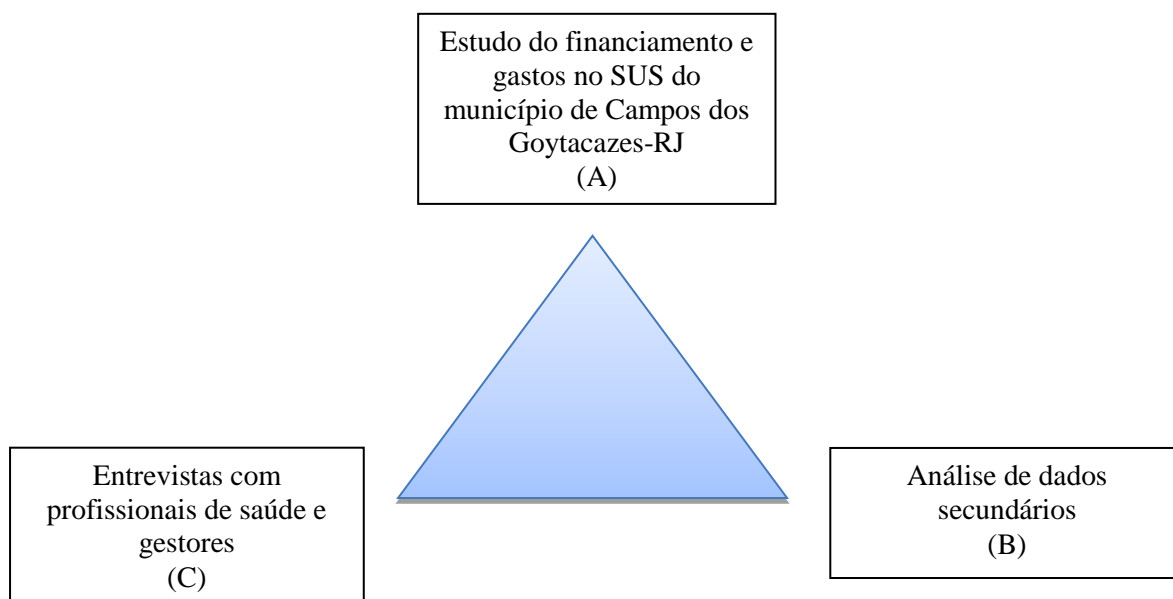 Estudo do financiamento e
gastos no SUS do
município de Campos dos
Goytacazes-RJ
(A)
Entrevistas com
profissionais de saúde e
gestores
(C)
Análise de dados
secundários
(B)